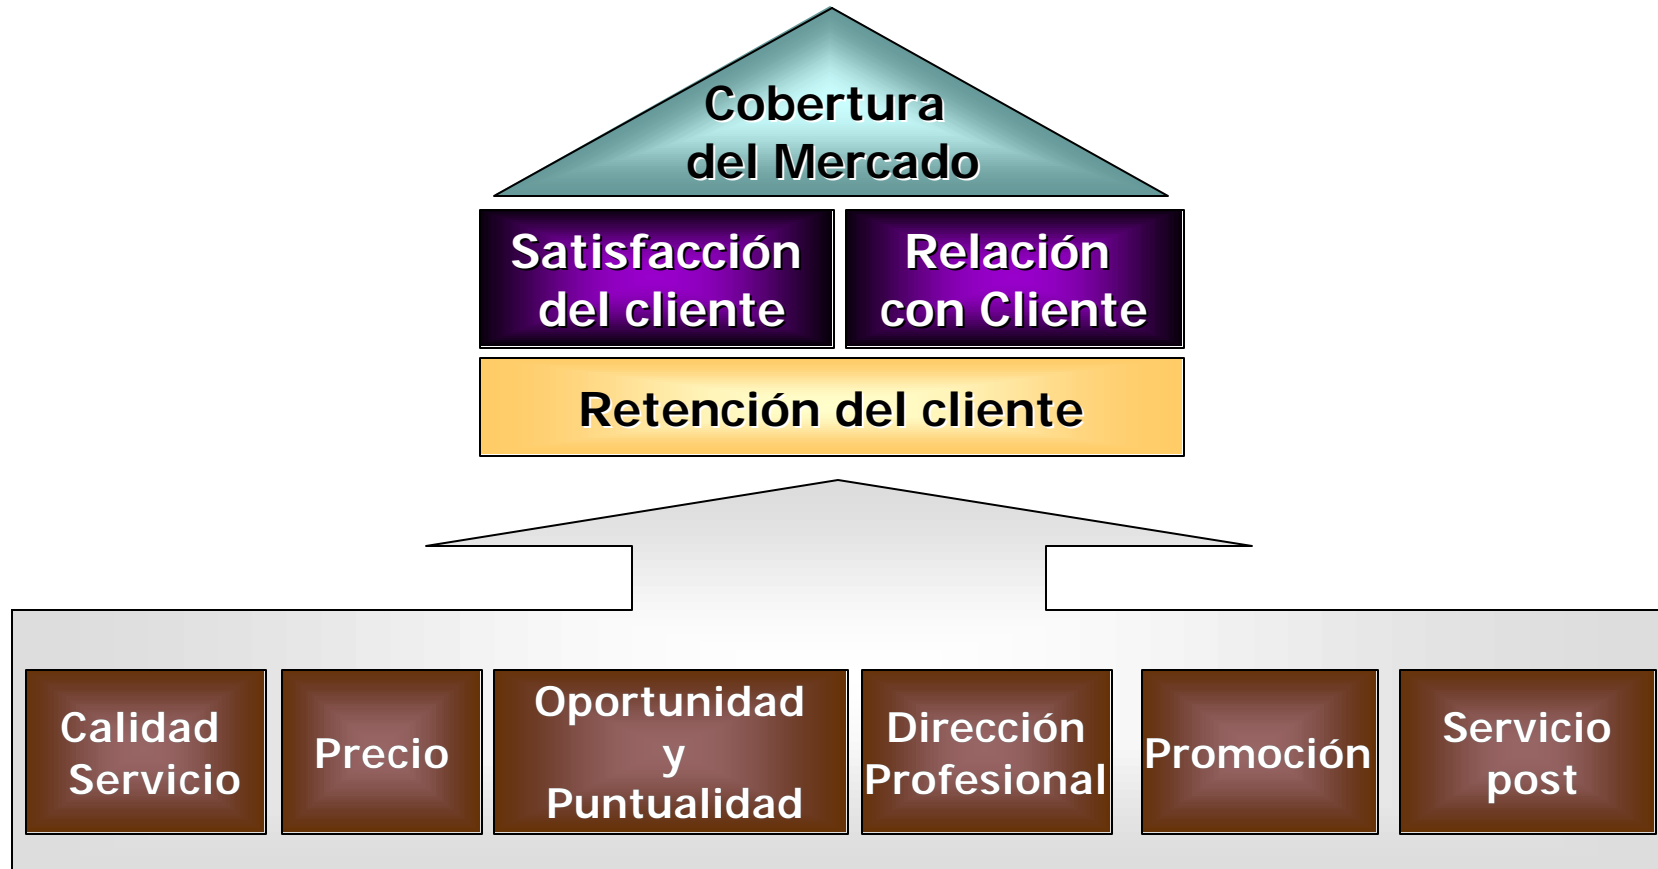 Cobertura
del Mercado
Satisfacción
del cliente
Relación
con Cliente
Retención del cliente
Calidad
Servicio
Precio
Oportunidad
y
Puntualidad
Dirección
Profesional
Promoción
Servicio
post